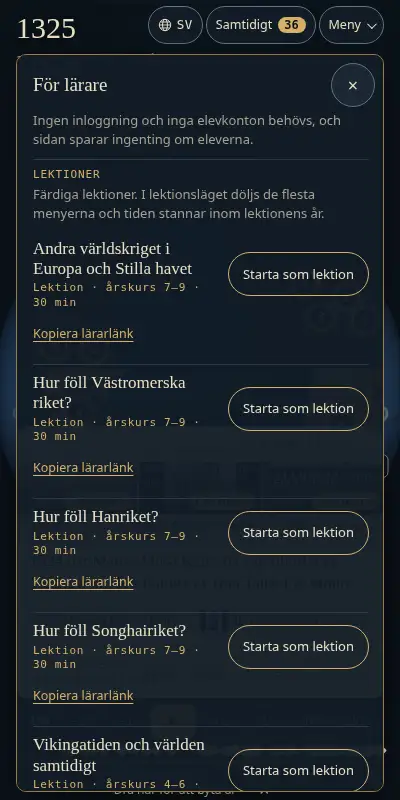 1325
SV
Samtidigt 36
Meny
För lärare
×
Ingen inloggning och inga elevkonton behövs, och
sidan sparar ingenting om eleverna.
LEKTIONER
Färdiga lektioner. I lektionsläget döljs de flesta
menyerna och tiden stannar inom lektionens år.
Andra världskriget i
Europa och Stilla havet
Lektion · årskurs 7–9 ·
30 min
Starta som lektion
Kopiera lärarlänk
Hur föll Västromerska
riket?
Lektion · årskurs 7–9 ·
30 min
Starta som lektion
Kopiera lärarlänk
Hur föll Hanriket?
Lektion · årskurs 7–9 ·
30 min
Starta som lektion
Kopiera lärarlänk
Hur föll Songhairiket?
Lektion · årskurs 7–9 ·
30 min
Starta som lektion
Kopiera lärarlänk
Vikingatiden och världen
samtidigt
Lektion · årskurs 4–6 ·
Starta som lektion